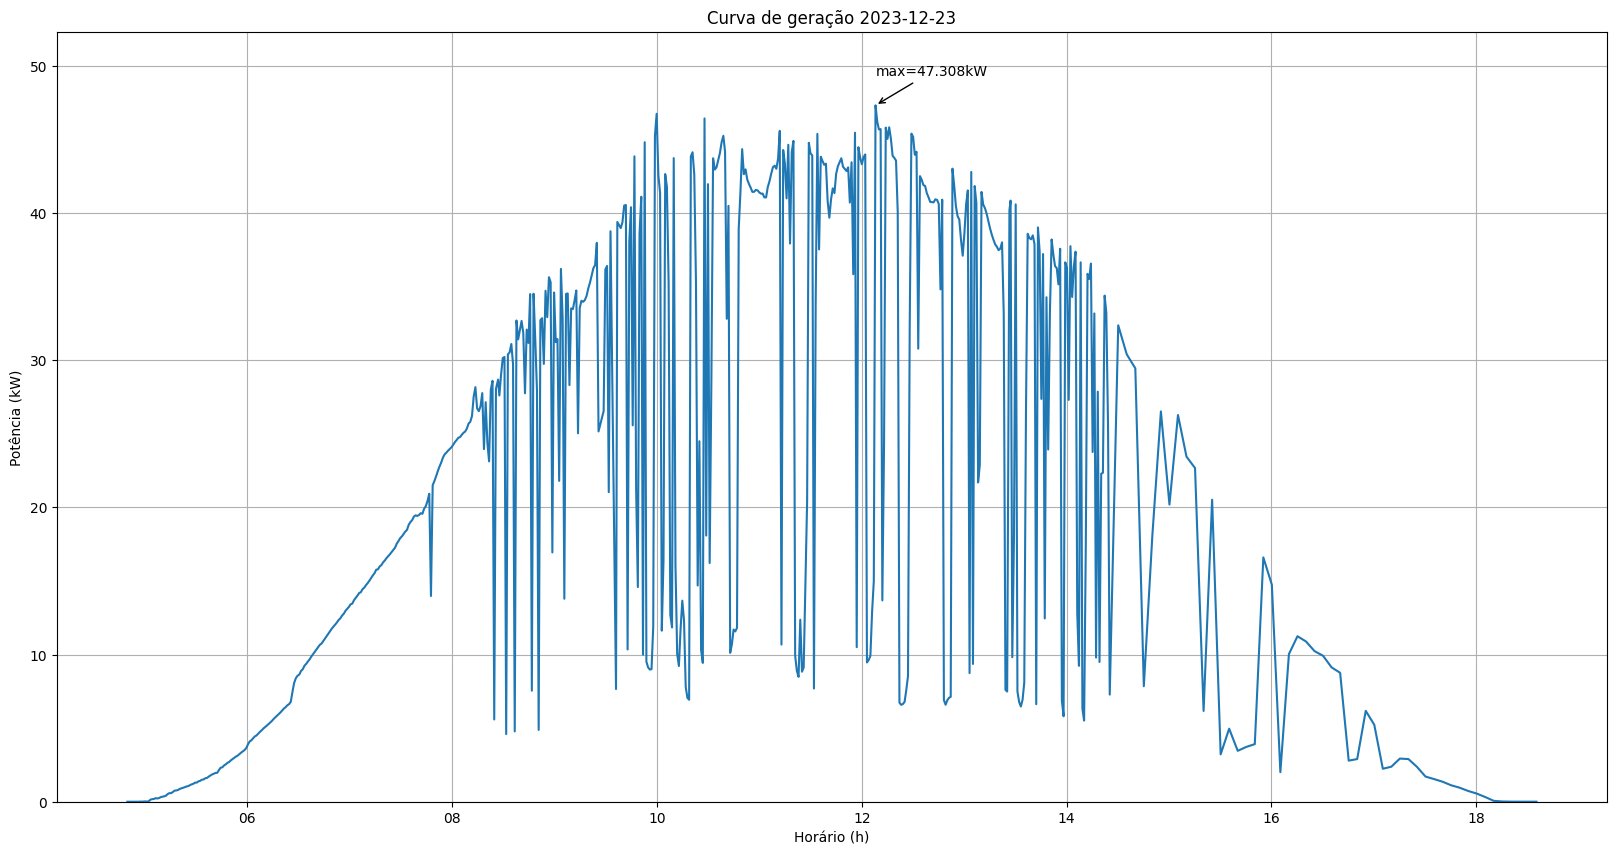 Curva de geração 2023-12-23
max=47.308kW
Potência (kW)
50
40
30
20
10
0
06 08 10 12 14 16 18
Horário (h)